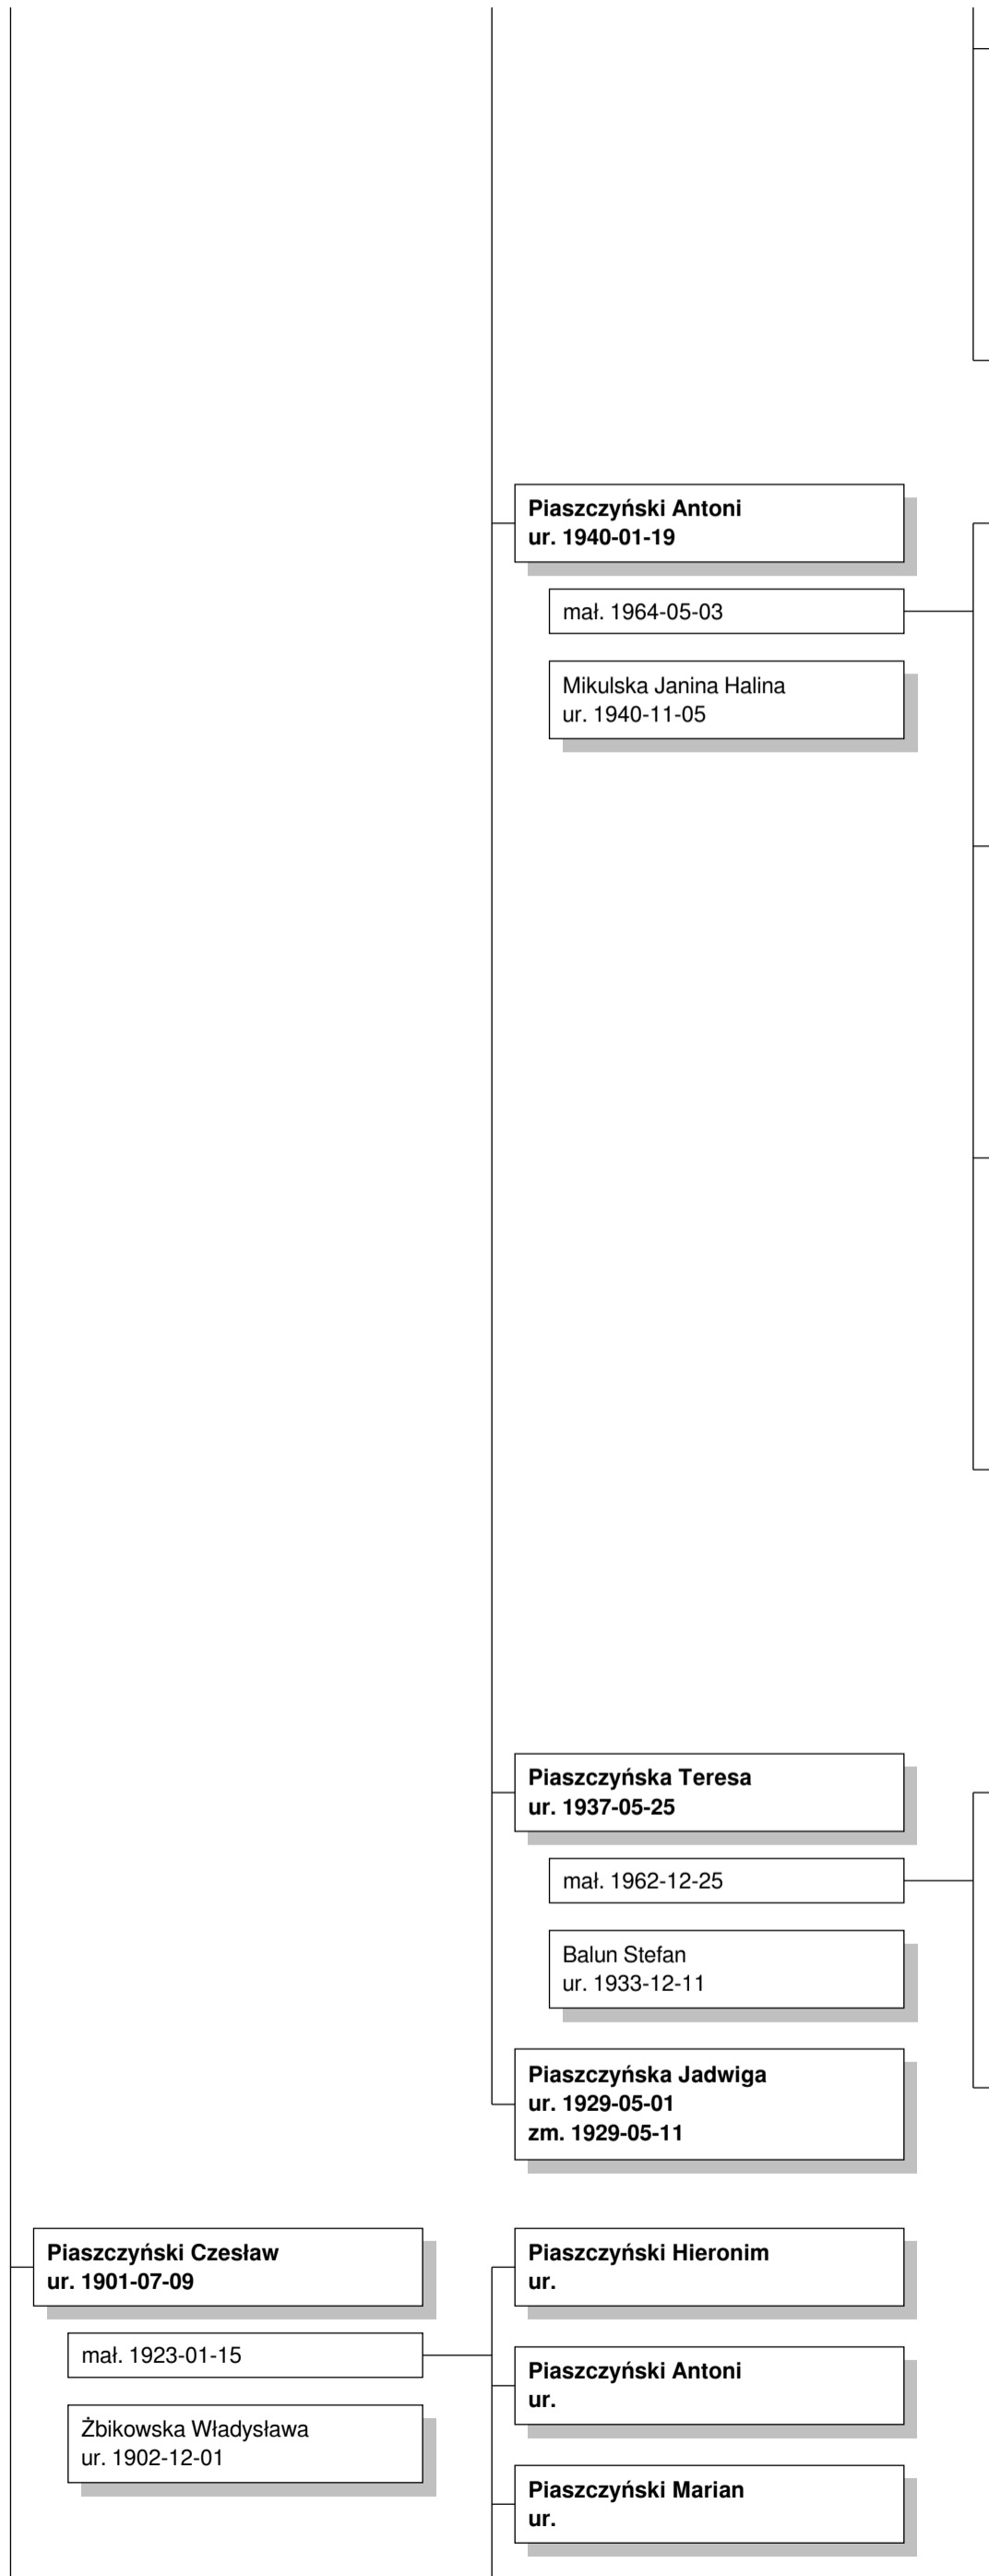 Piaszczyński Antoni
ur. 1940-01-19
mał. 1964-05-03
Mikulska Janina Halina
ur. 1940-11-05
Piaszczyńska Teresa
ur. 1937-05-25
mał. 1962-12-25
Balun Stefan
ur. 1933-12-11
Piaszczyńska Jadwiga
ur. 1929-05-01
zm. 1929-05-11
Piaszczyński Czesław
ur. 1901-07-09
mał. 1923-01-15
Żbikowska Władysława
ur. 1902-12-01
Piaszczyński Hieronim
ur.
Piaszczyński Antoni
ur.
Piaszczyński Marian
ur.